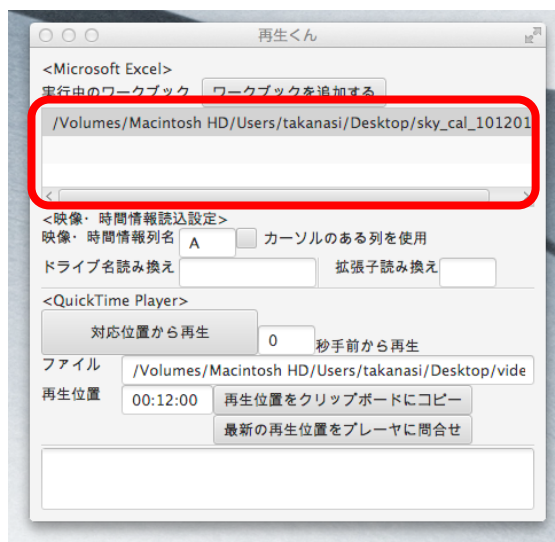 再生くん
<Microsoft Excel>
実行中のワークブック ワークブックを追加する
/Volumes/Macintosh HD/Users/takanasi/Desktop/sky_cal_101201
<映像・時間情報読込設定>
映像・時間情報列名 A カーソルのある列を使用
ドライブ名読み換え 拡張子読み換え
<QuickTime Player>
対応位置から再生 0 秒手前から再生
ファイル /Volumes/Macintosh HD/Users/takanasi/Desktop/vide
再生位置 00:12:00 再生位置をクリップボードにコピー
最新の再生位置をプレーヤに問合せ